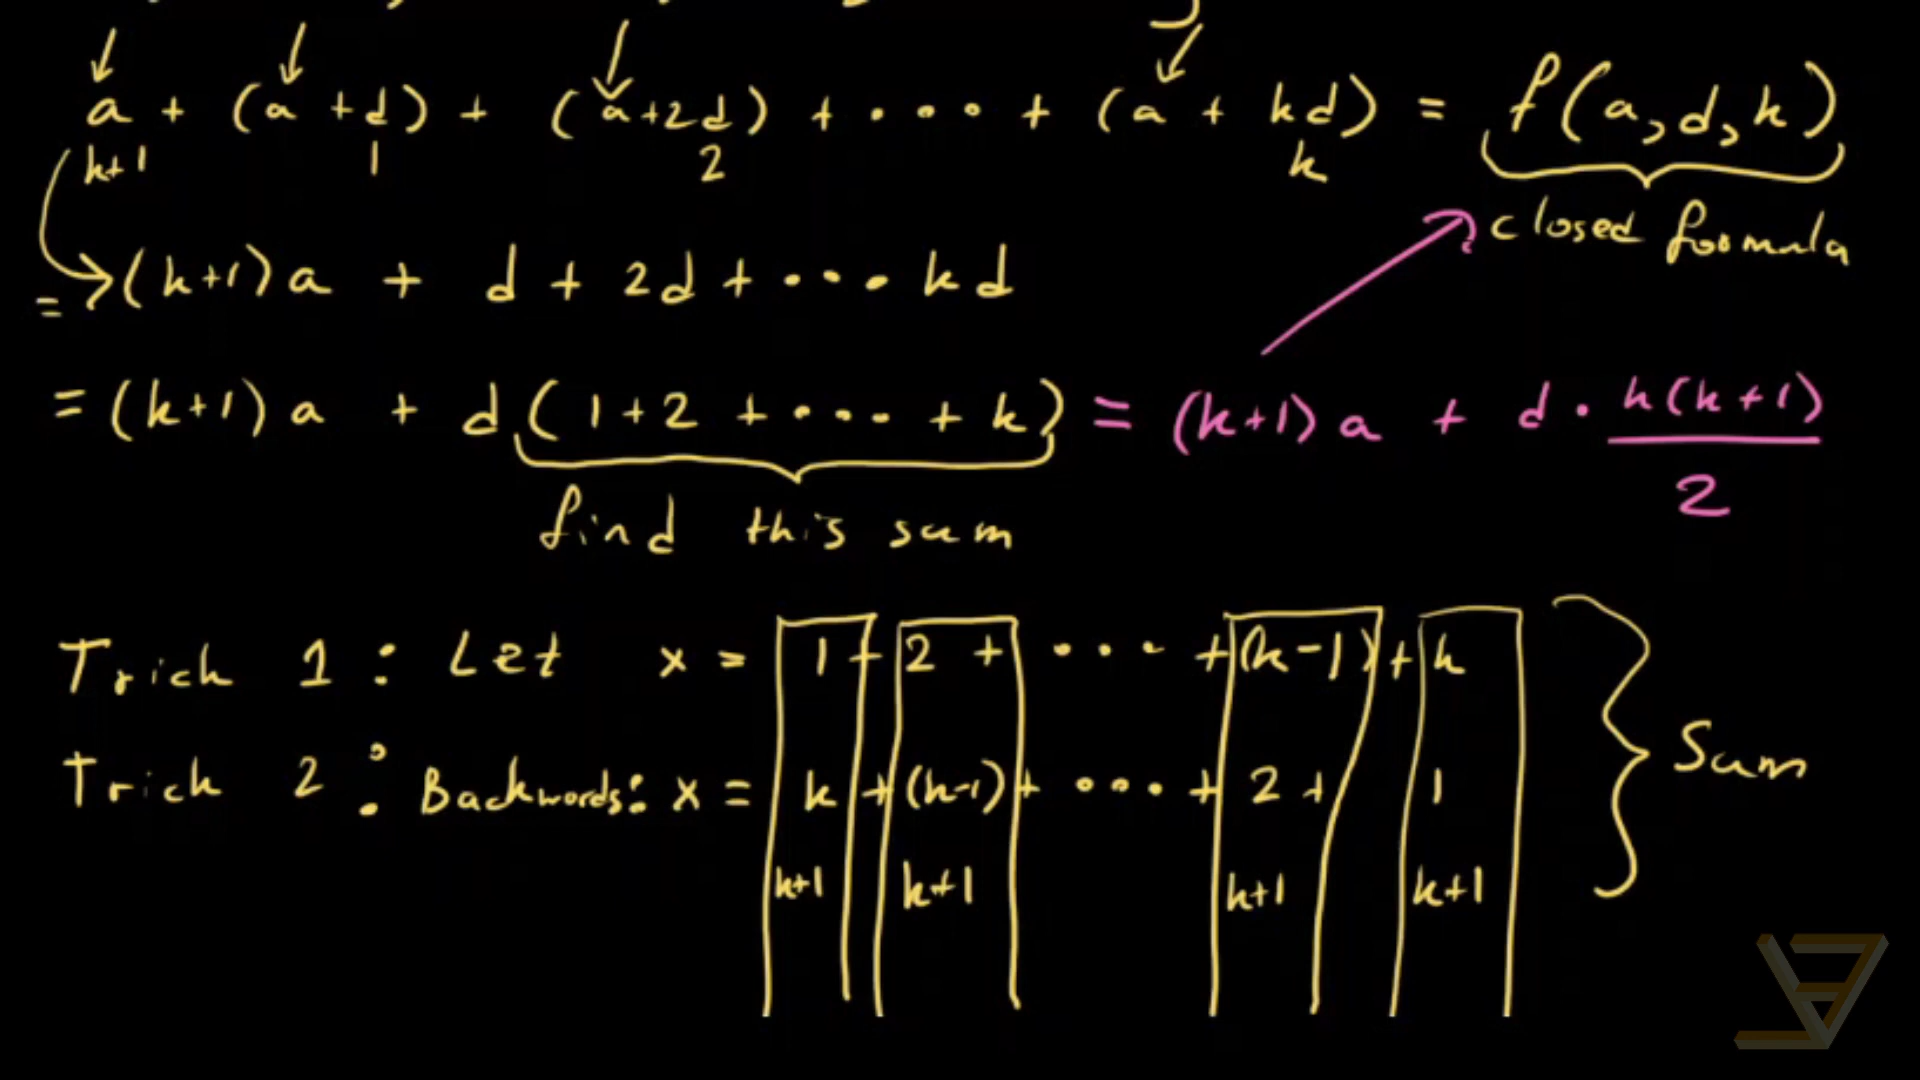 a + (a + d) + (a + 2d) + ... + (a + kd) = f(a, d, k)
k+1 1 2 k
closed formula
= (k+1) a + d + 2d + ... kd
= (k+1) a + d (1 + 2 + ... + k) = (k+1) a + d · k(k+1)/2
find this sum
Trick 1 : Let x = 1 + 2 + ... + (k-1) + k
Sum
Trick 2 : Backwords: x = k + (k-1) + ... + 2 + 1
k+1 k+1 k+1 k+1